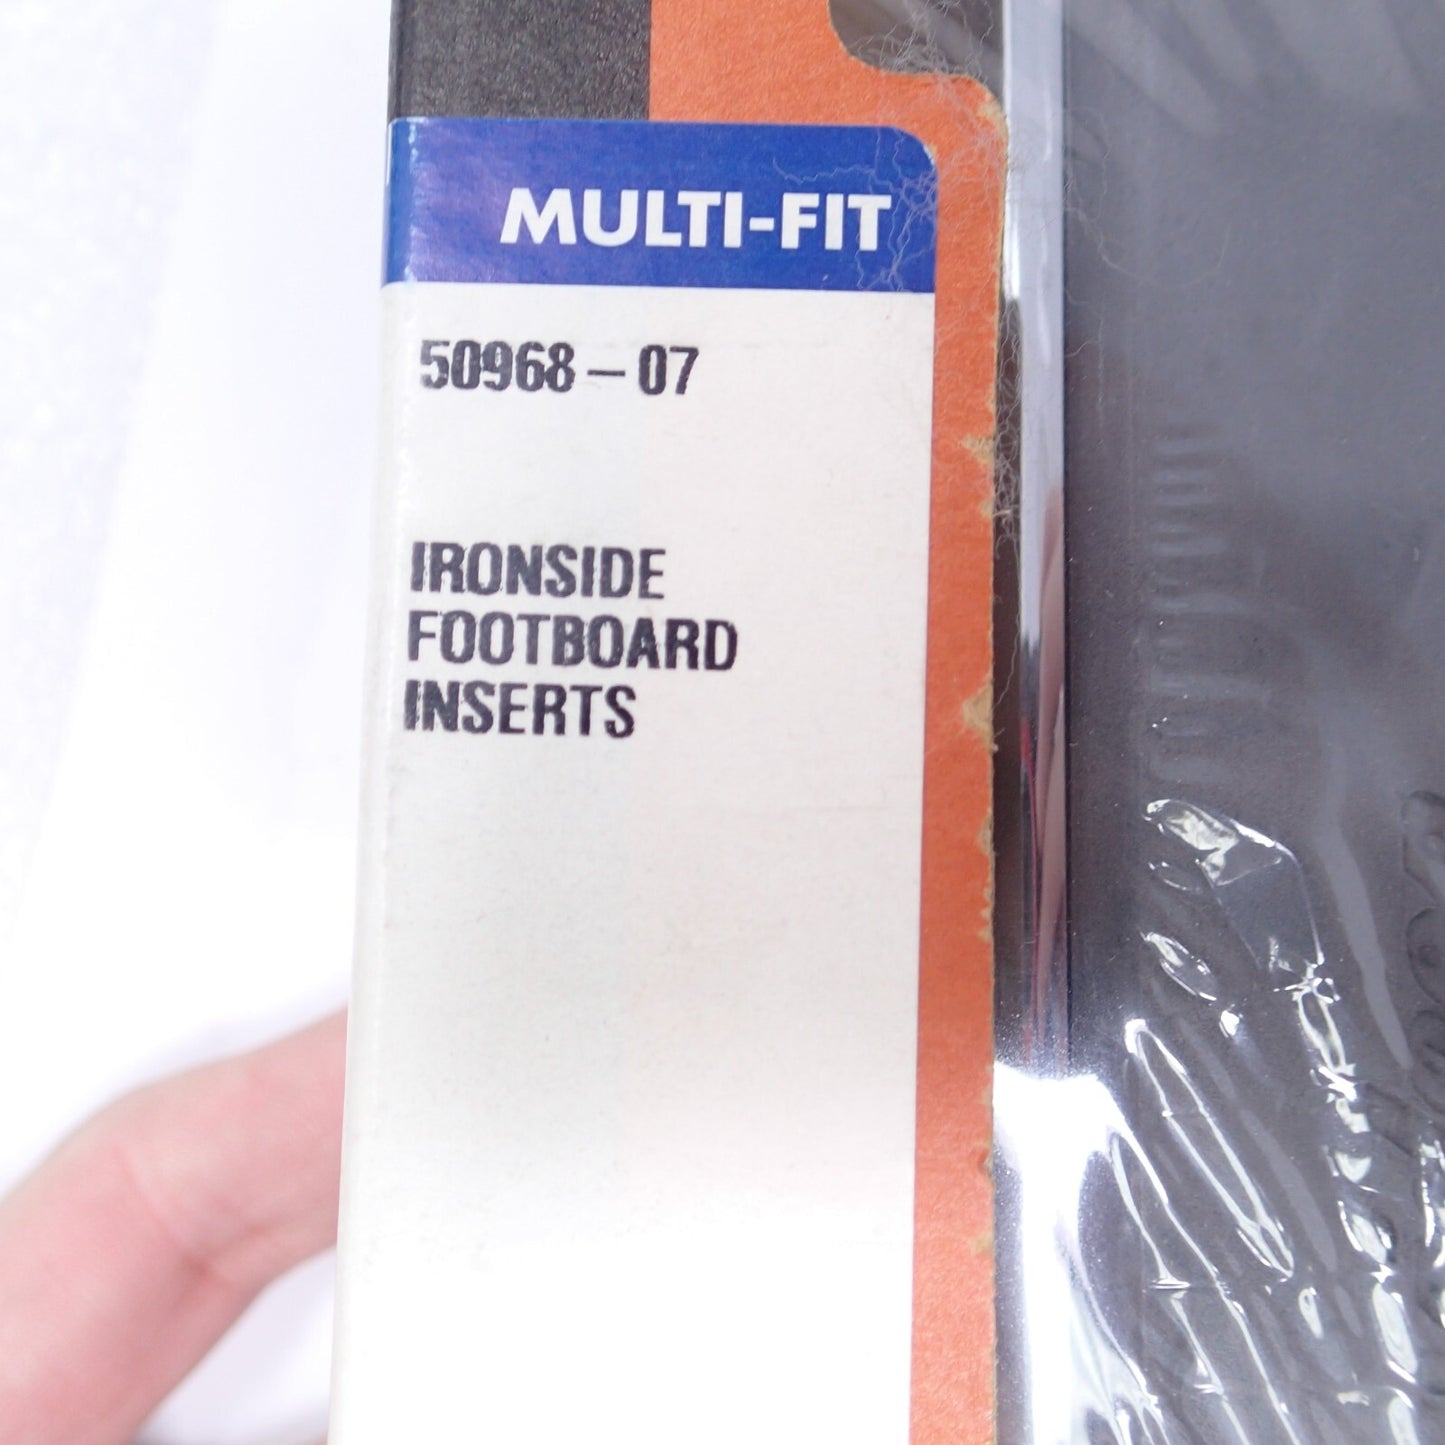 MULTI-FIT
50968-07
IRONSIDE
FOOTBOARD
INSERTS